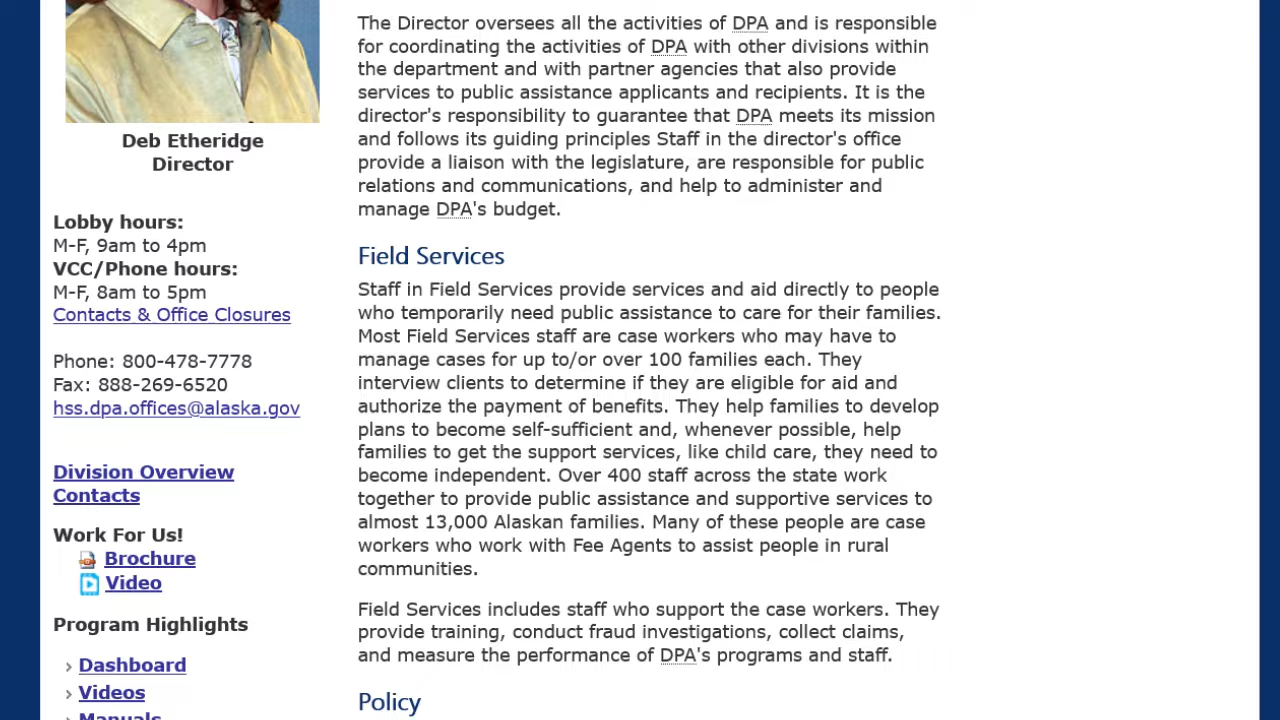 Deb Etheridge
Director
Lobby hours:
M-F, 9am to 4pm
VCC/Phone hours:
M-F, 8am to 5pm
Contacts & Office Closures
Phone: 800-478-7778
Fax: 888-269-6520
hss.dpa.offices@alaska.gov
Division Overview
Contacts
Work For Us!
Brochure
Video
Program Highlights
Dashboard
Videos
Manuals
The Director oversees all the activities of DPA and is responsible
for coordinating the activities of DPA with other divisions within
the department and with partner agencies that also provide
services to public assistance applicants and recipients. It is the
director's responsibility to guarantee that DPA meets its mission
and follows its guiding principles Staff in the director's office
provide a liaison with the legislature, are responsible for public
relations and communications, and help to administer and
manage DPA's budget.
Field Services
Staff in Field Services provide services and aid directly to people
who temporarily need public assistance to care for their families.
Most Field Services staff are case workers who may have to
manage cases for up to/or over 100 families each. They
interview clients to determine if they are eligible for aid and
authorize the payment of benefits. They help families to develop
plans to become self-sufficient and, whenever possible, help
families to get the support services, like child care, they need to
become independent. Over 400 staff across the state work
together to provide public assistance and supportive services to
almost 13,000 Alaskan families. Many of these people are case
workers who work with Fee Agents to assist people in rural
communities.
Field Services includes staff who support the case workers. They
provide training, conduct fraud investigations, collect claims,
and measure the performance of DPA's programs and staff.
Policy